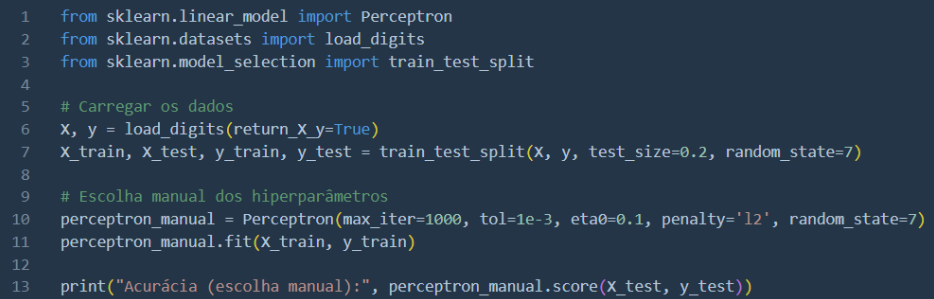 1 from sklearn.linear_model import Perceptron
2 from sklearn.datasets import load_digits
3 from sklearn.model_selection import train_test_split
4
5 # Carregar os dados
6 X, y = load_digits(return_X_y=True)
7 X_train, X_test, y_train, y_test = train_test_split(X, y, test_size=0.2, random_state=7)
8
9 # Escolha manual dos hiperparâmetros
10 perceptron_manual = Perceptron(max_iter=1000, tol=1e-3, eta0=0.1, penalty='l2', random_state=7)
11 perceptron_manual.fit(X_train, y_train)
12
13 print("Acurácia (escolha manual):", perceptron_manual.score(X_test, y_test))